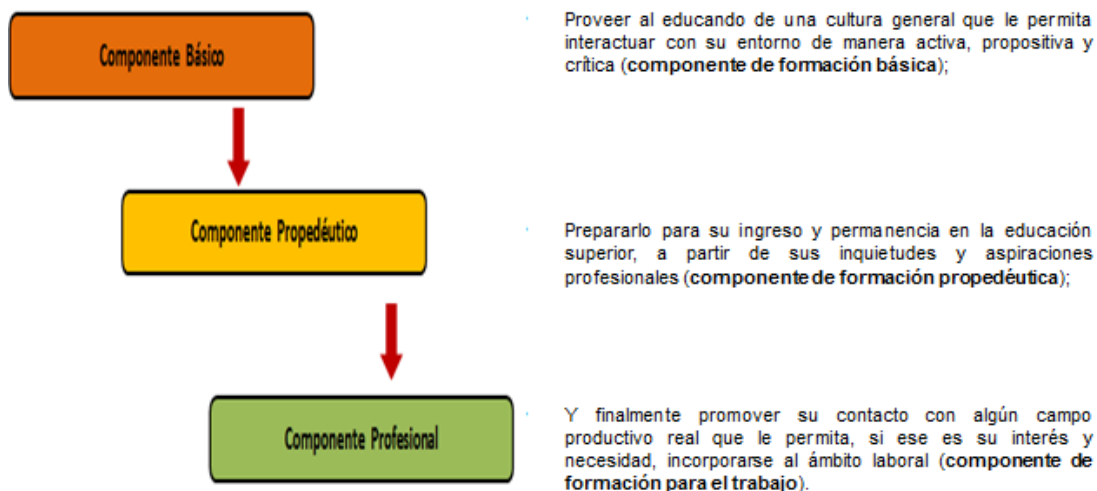 Componente Básico
Proveer al educando de una cultura general que le permita
interactuar con su entorno de manera activa, propositiva y
crítica (componente de formación básica);
Componente Propedéutico
Prepararlo para su ingreso y permanencia en la educación
superior, a partir de sus inquietudes y aspiraciones
profesionales (componente de formación propedéutica);
Componente Profesional
Y finalmente promover su contacto con algún campo
productivo real que le permita, si ese es su interés y
necesidad, incorporarse al ámbito laboral (componente de
formación para el trabajo).